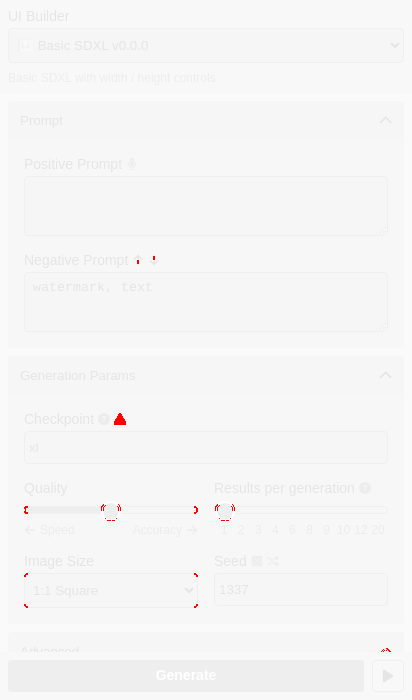 UI Builder
Basic SDXL v0.0.0
Basic SDXL with width / height controls
Prompt
Positive Prompt
Negative Prompt
watermark, text
Generation Params
Checkpoint
xl
Quality
Results per generation
Speed Accuracy
1 2 3 4 6 8 9 10 12 20
Image Size
Seed
1:1 Square
1337
Advanced
Generate